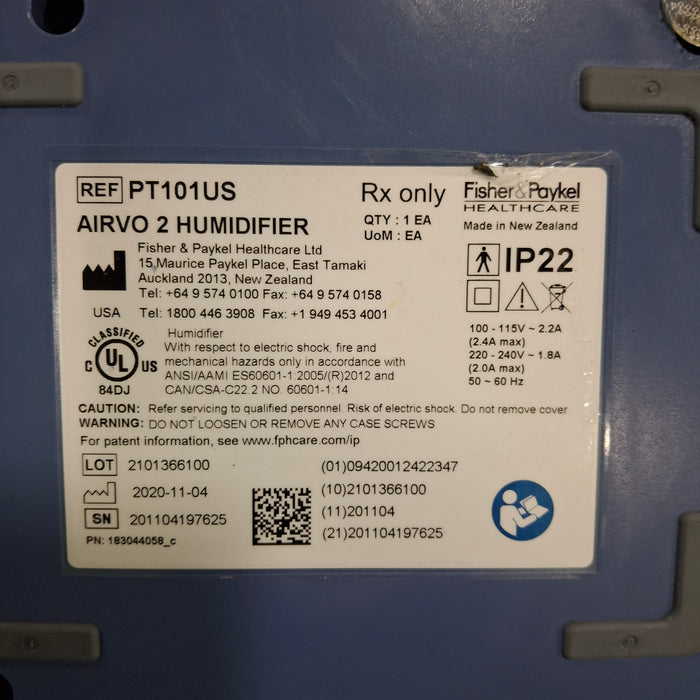 REF PT101US
Rx only
Fisher&Paykel
HEALTHCARE
AIRVO 2 HUMIDIFIER
QTY : 1 EA
UoM : EA
Made in New Zealand
Fisher & Paykel Healthcare Ltd
15 Maurice Paykel Place, East Tamaki
Auckland 2013, New Zealand
Tel: +64 9 574 0100 Fax: +64 9 574 0158
IP22
USA Tel: 1800 446 3908 Fax: +1 949 453 4001
100 - 115V ~ 2.2A
(2.4A max)
220 - 240V ~ 1.8A
(2.0A max)
50 ~ 60 Hz
CLASSIFIED
C UL US
84DJ
Humidifier
With respect to electric shock, fire and
mechanical hazards only in accordance with
ANSI/AAMI ES60601-1:2005/(R)2012 and
CAN/CSA-C22.2 NO. 60601-1:14
CAUTION: Refer servicing to qualified personnel. Risk of electric shock. Do not remove cover.
WARNING: DO NOT LOOSEN OR REMOVE ANY CASE SCREWS
For patent information, see www.fphcare.com/ip
LOT 2101366100
2020-11-04
SN 201104197625
PN: 183044058_c
(01)09420012422347
(10)2101366100
(11)201104
(21)201104197625